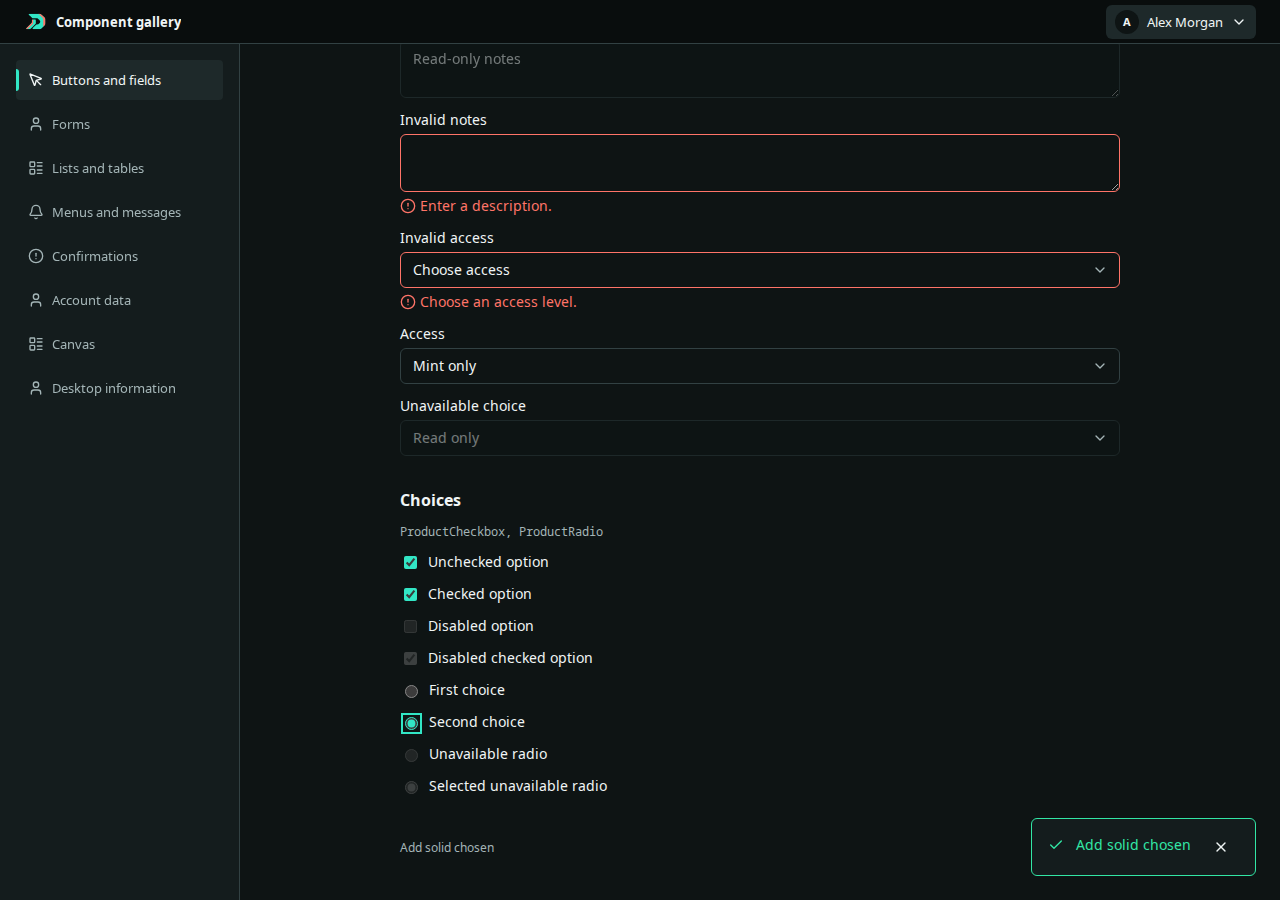 Component gallery
A
Alex Morgan
Buttons and fields
Forms
Lists and tables
Menus and messages
Confirmations
Account data
Canvas
Desktop information
Read-only notes
Invalid notes
Enter a description.
Invalid access
Choose access
Choose an access level.
Access
Mint only
Unavailable choice
Read only
Choices
ProductCheckbox, ProductRadio
Unchecked option
Checked option
Disabled option
Disabled checked option
First choice
Second choice
Unavailable radio
Selected unavailable radio
Add solid chosen
Add solid chosen